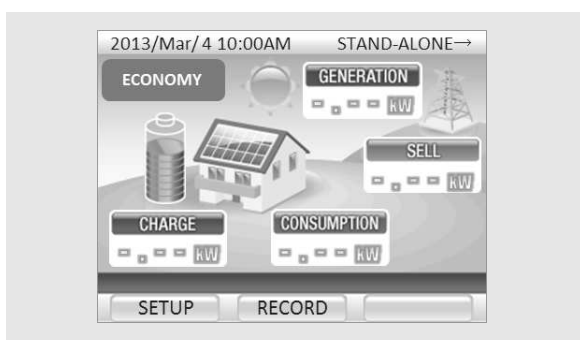 2013/Mar/ 4 10:00AM STAND-ALONE→
ECONOMY
GENERATION
-.-- kW
SELL
-.-- kW
CHARGE
-.-- kW
CONSUMPTION
-.-- kW
SETUP RECORD